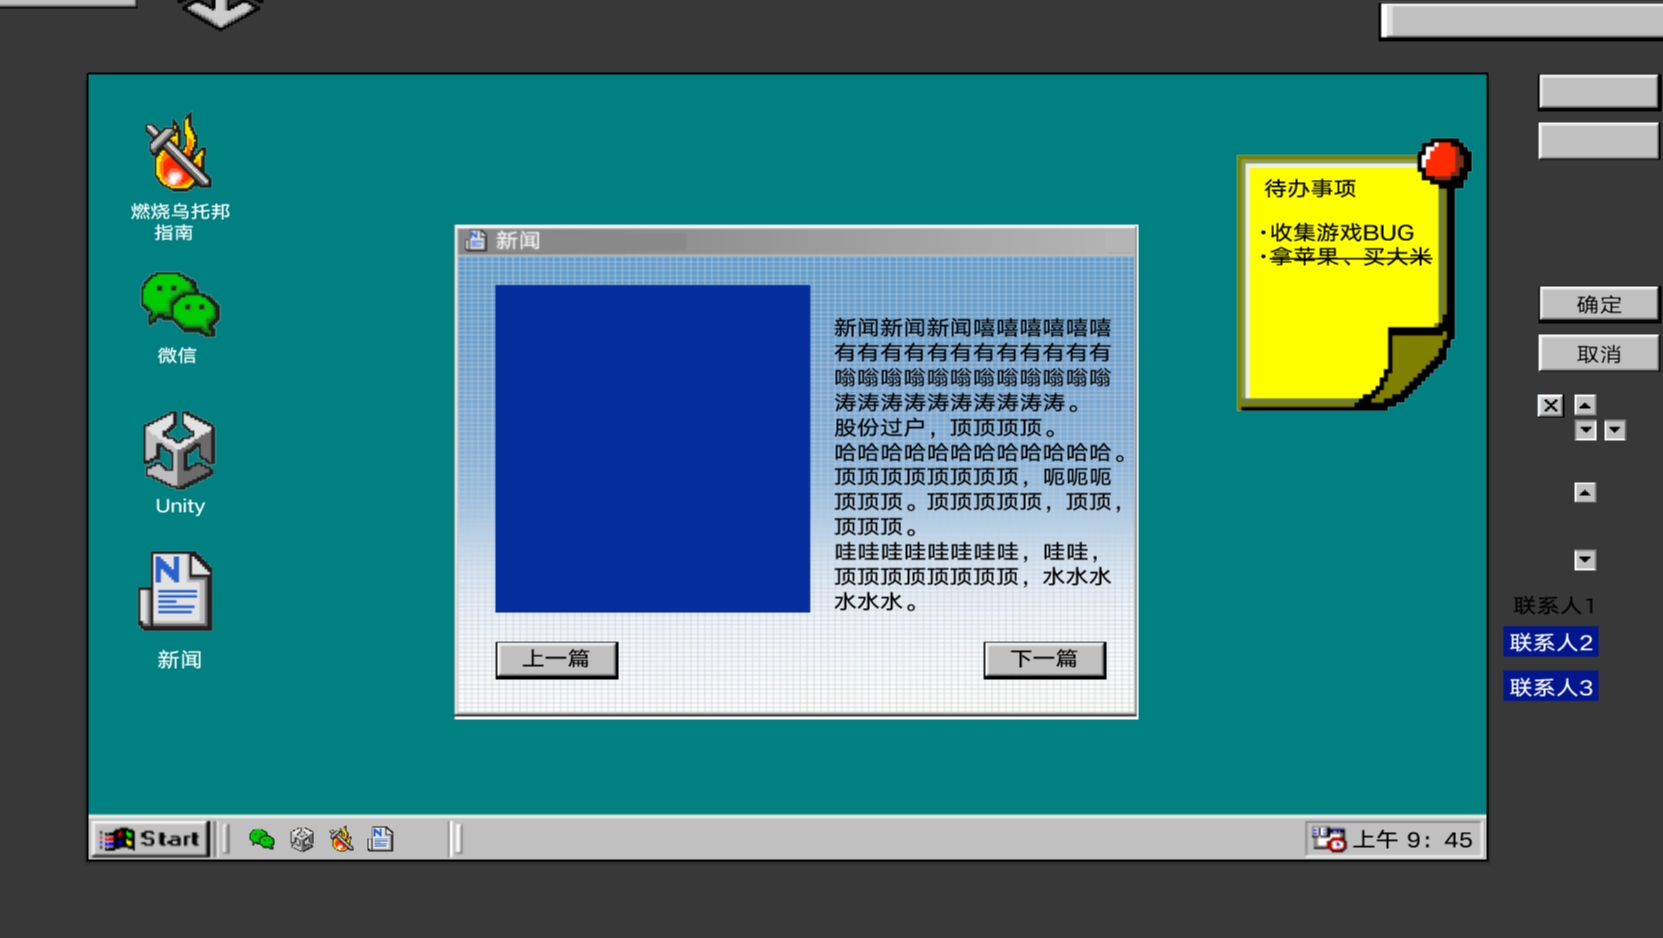 燃烧乌托邦
指南
微信
Unity
新闻
新闻
新闻新闻新闻嘻嘻嘻嘻嘻嘻
有有有有有有有有有有有有
嗡嗡嗡嗡嗡嗡嗡嗡嗡嗡嗡嗡
涛涛涛涛涛涛涛涛涛涛。
股份过户，顶顶顶顶。
哈哈哈哈哈哈哈哈哈哈哈哈。
顶顶顶顶顶顶顶顶，呃呃呃
顶顶顶。顶顶顶顶顶，顶顶，
顶顶顶。
哇哇哇哇哇哇哇哇，哇哇，
顶顶顶顶顶顶顶顶，水水水
水水水。
上一篇
下一篇
待办事项
·收集游戏BUG
·拿苹果、买大米
确定
取消
联系人1
联系人2
联系人3
Start
上午 9：45